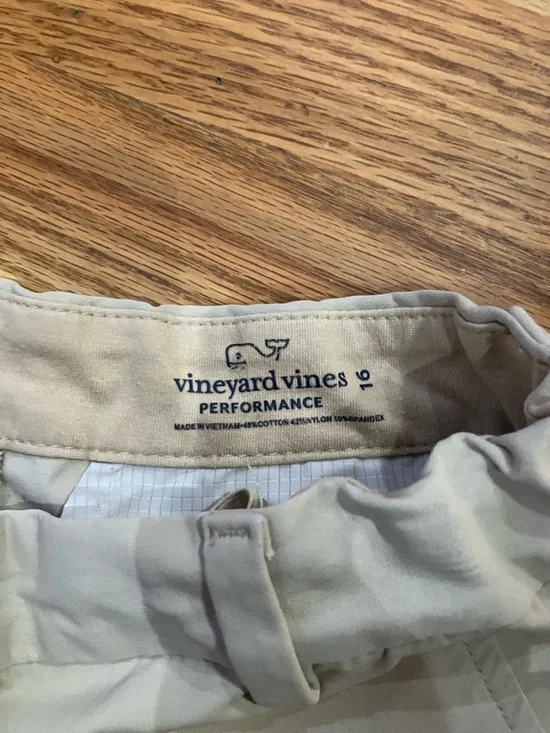 vineyard vines 16
PERFORMANCE
MADE IN VIETNAM•48%COTTON 42%NYLON 10%SPANDEX